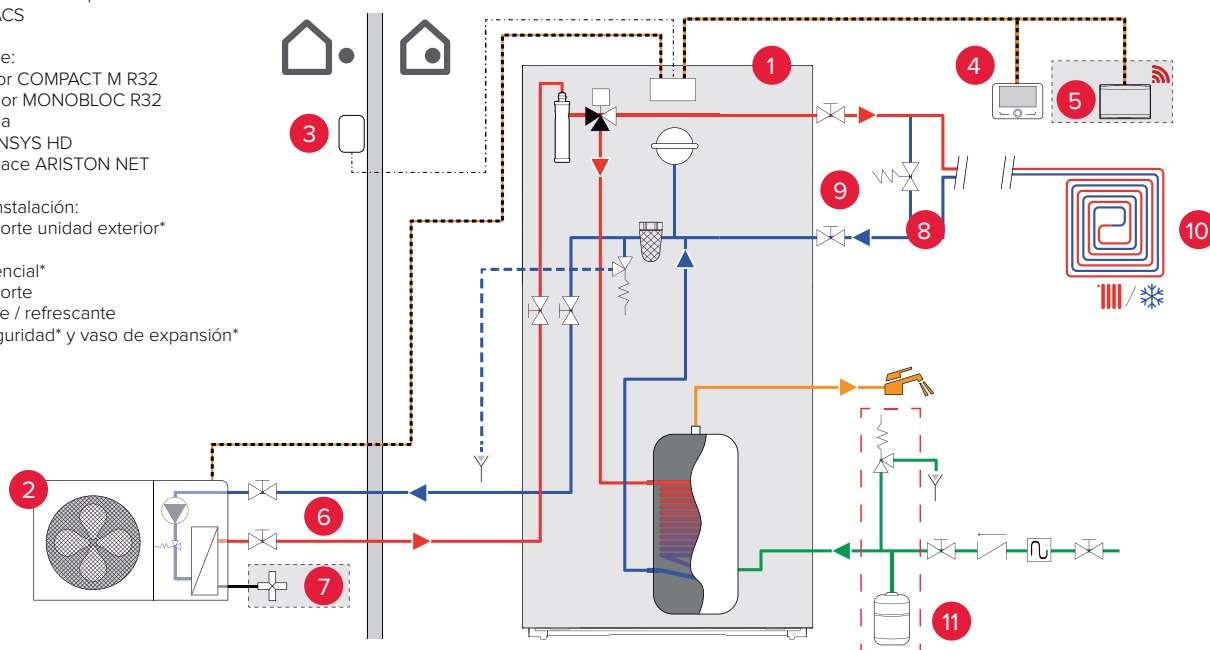 ACS
e:
or COMPACT M R32
or MONOBLOC R32
a
NSYS HD
ace ARISTON NET
nstalación:
orte unidad exterior*
encial*
orte
e / refrescante
guridad* y vaso de expansión*
1
2
3
4
5
6
7
8
9
10
11